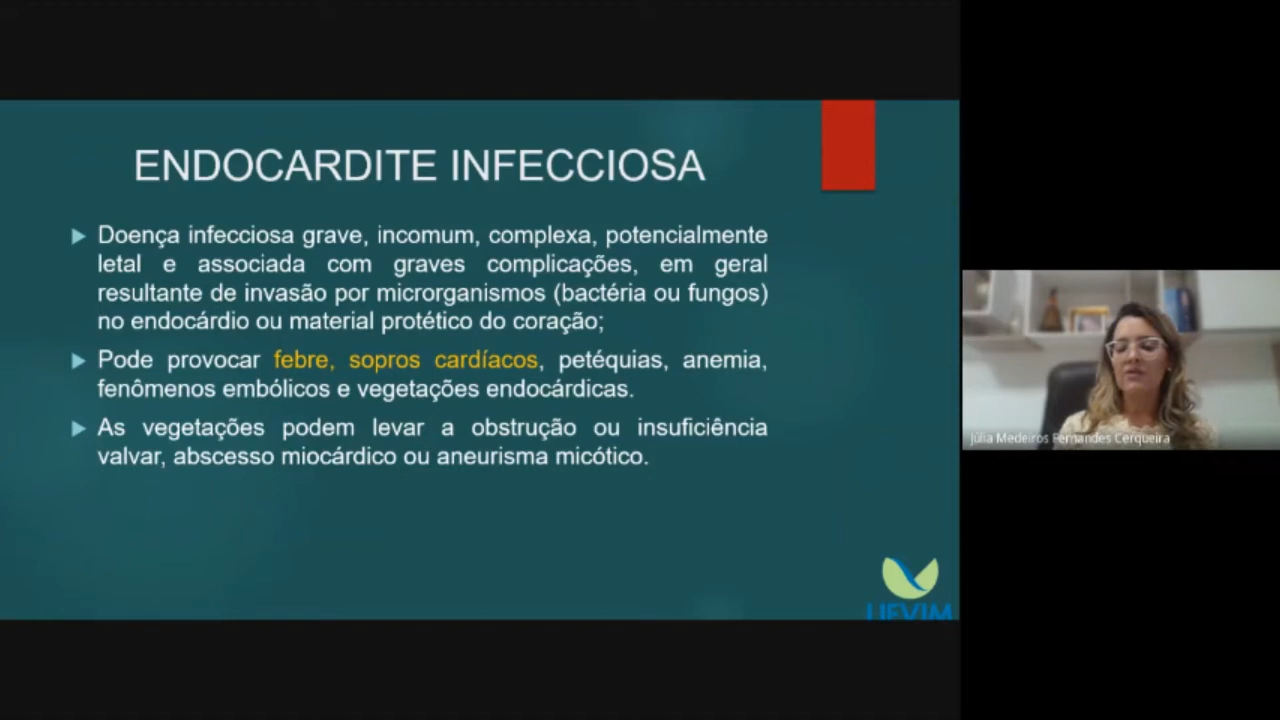 ENDOCARDITE INFECCIOSA
Doença infecciosa grave, incomum, complexa, potencialmente
letal e associada com graves complicações, em geral
resultante de invasão por microrganismos (bactéria ou fungos)
no endocárdio ou material protético do coração;
Pode provocar febre, sopros cardíacos, petéquias, anemia,
fenômenos embólicos e vegetações endocárdicas.
As vegetações podem levar a obstrução ou insuficiência
valvar, abscesso miocárdico ou aneurisma micótico.
Júlia Medeiros Fernandes Cerqueira